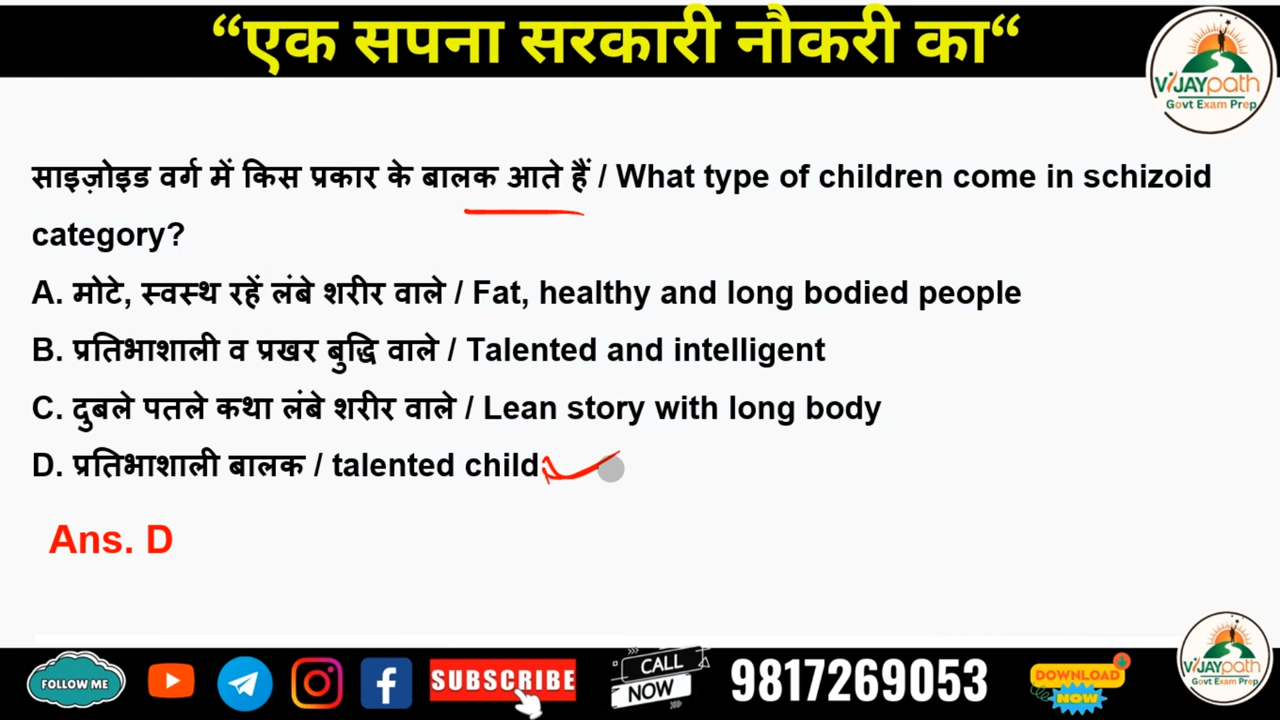 “एक सपना सरकारी नौकरी का“
VIJAYpath
Govt Exam Prep
साइज़ोइड वर्ग में किस प्रकार के बालक आते हैं / What type of children come in schizoid
category?
A. मोटे, स्वस्थ रहें लंबे शरीर वाले / Fat, healthy and long bodied people
B. प्रतिभाशाली व प्रखर बुद्धि वाले / Talented and intelligent
C. दुबले पतले कथा लंबे शरीर वाले / Lean story with long body
D. प्रतिभाशाली बालक / talented child
Ans. D
VIJAYpath
Govt Exam Prep
FOLLOW ME
SUBSCRIBE
CALL
NOW
9817269053
DOWNLOAD
NOW